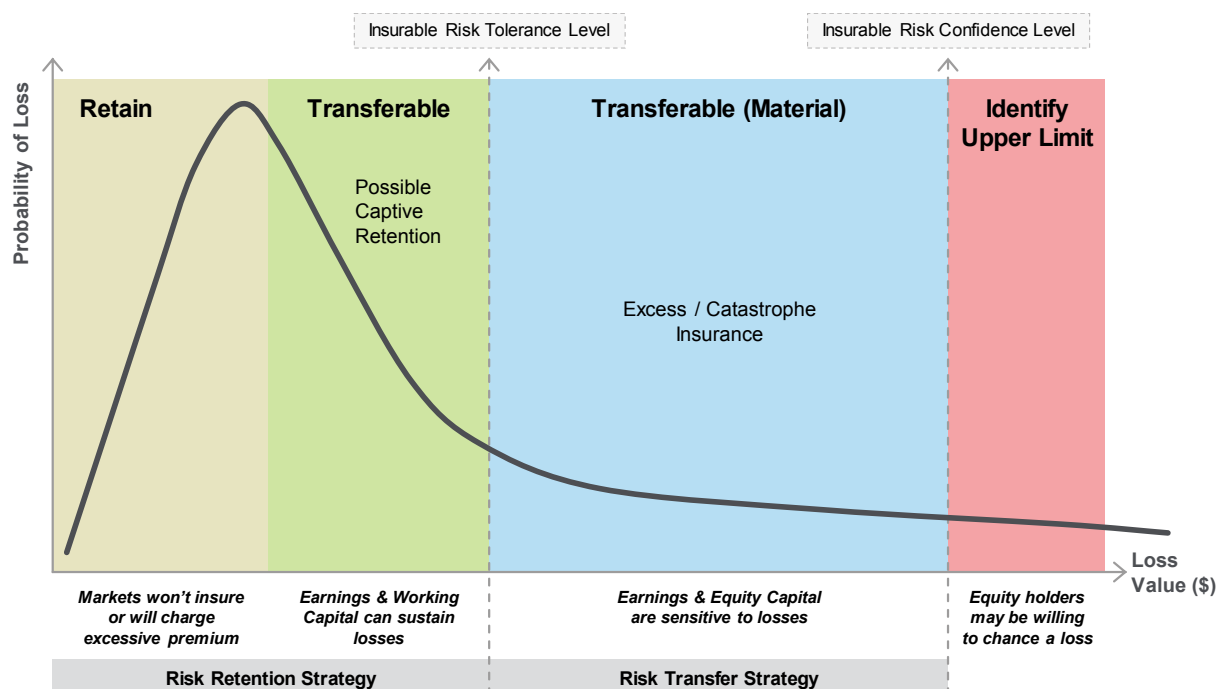 Insurable Risk Tolerance Level
Insurable Risk Confidence Level
Probability of Loss
Retain
Transferable
Transferable (Material)
Identify
Upper Limit
Possible
Captive
Retention
Excess / Catastrophe
Insurance
Loss
Value ($)
Markets won't insure
or will charge
excessive premium
Earnings & Working
Capital can sustain
losses
Earnings & Equity Capital
are sensitive to losses
Equity holders
may be willing
to chance a loss
Risk Retention Strategy
Risk Transfer Strategy